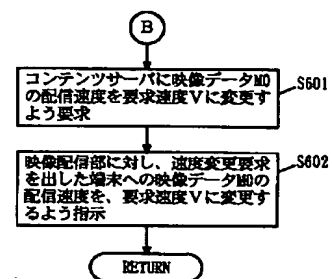 B
コンテンツサーバに映像データM0
の配信速度を要求速度Vに変更す
よう要求
S601
映像配信部に対し、速度変更要求
を出した端末への映像データM0の
配信速度を、要求速度Vに変更す
るよう指示
S602
RETURN